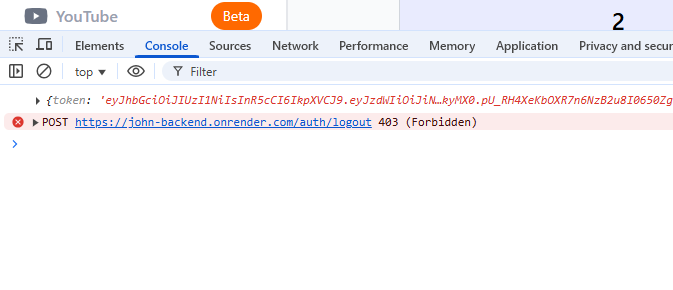 YouTube Beta 2
Elements Console Sources Network Performance Memory Application Privacy and secur
top Filter
{token: 'eyJhbGciOiJIUzI1NiIsInR5cCI6IkpXVCJ9.eyJzdWIiOiJiN…kyMX0.pU_RH4XeKbOXR7n6NzB2u8I0650Zg
POST https://john-backend.onrender.com/auth/logout 403 (Forbidden)